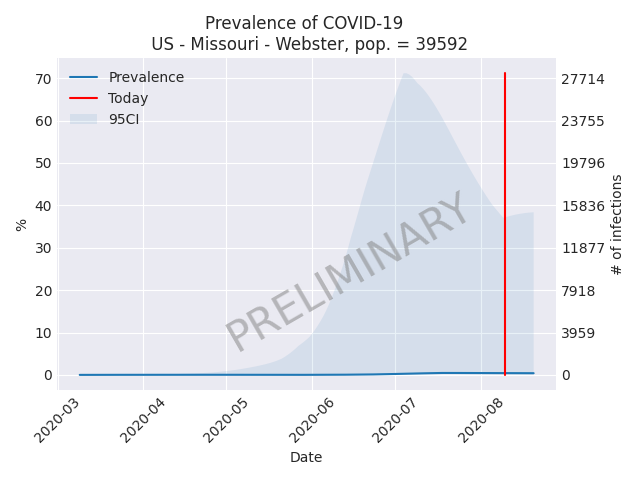 Prevalence of COVID-19
US - Missouri - Webster, pop. = 39592
Prevalence
Today
95CI
PRELIMINARY
70
60
50
40
30
20
10
0
%
27714
23755
19796
15836
11877
7918
3959
0
# of infections
2020-03
2020-04
2020-05
2020-06
2020-07
2020-08
Date